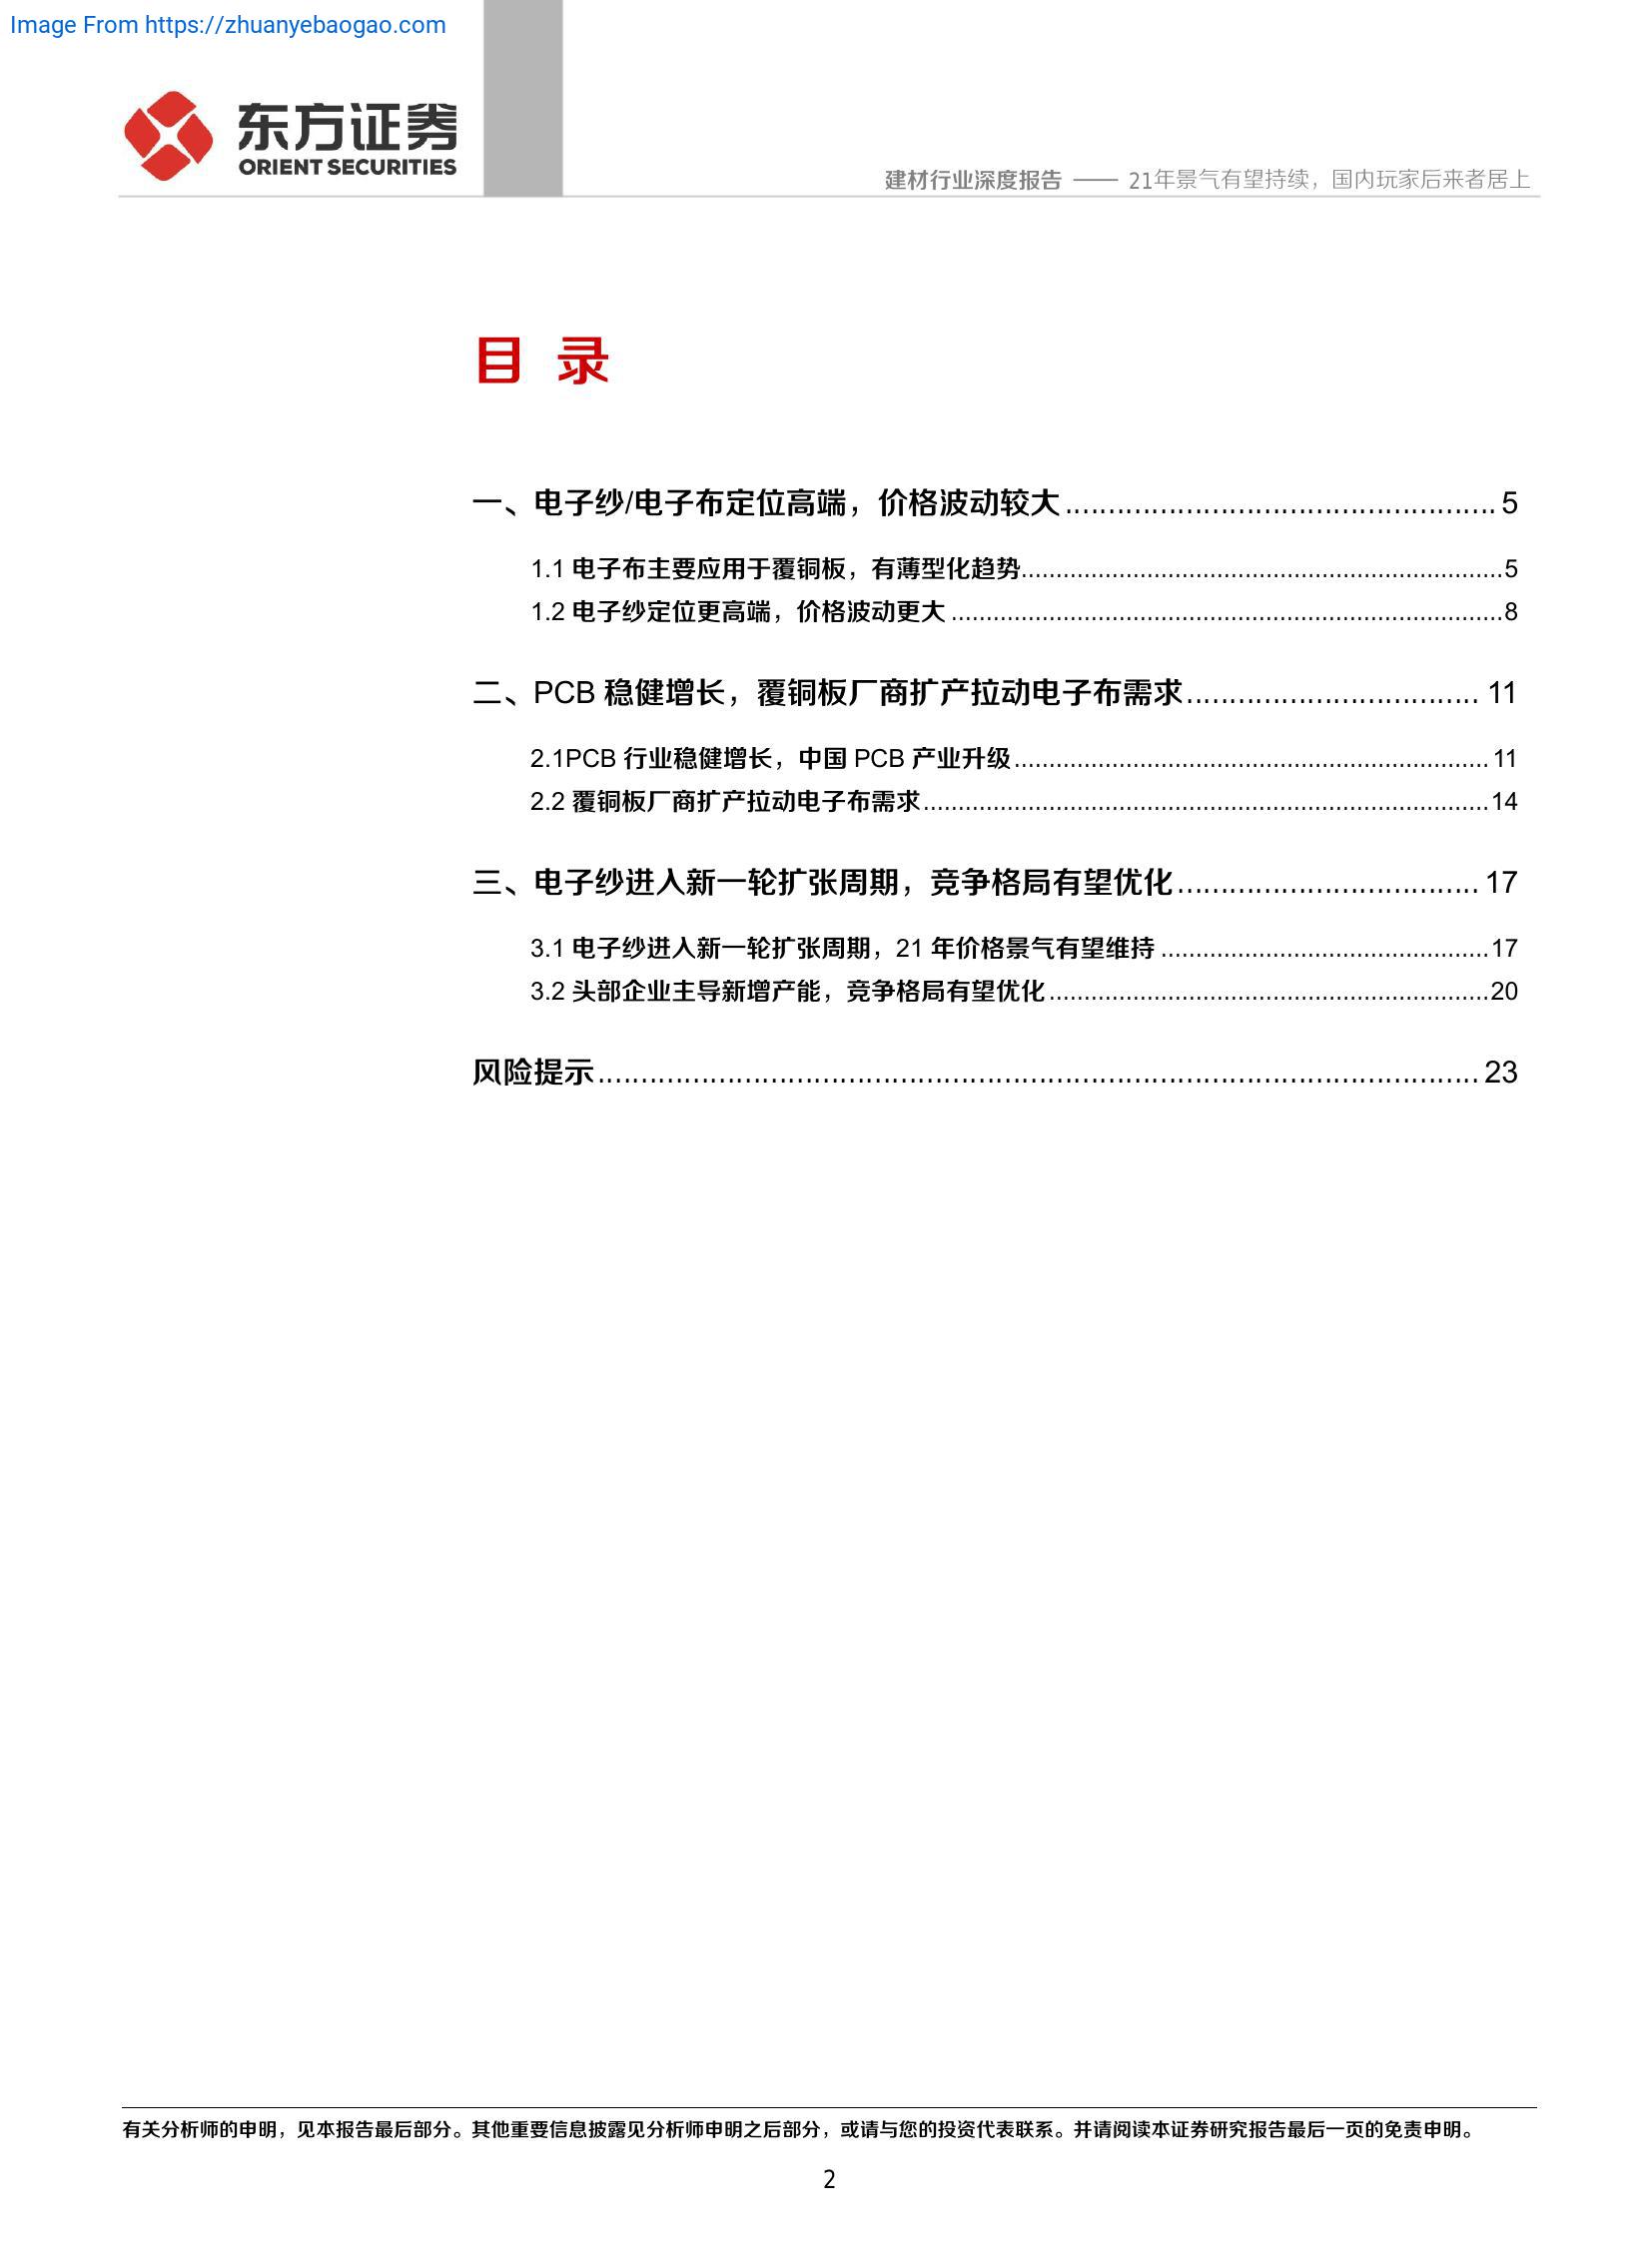 Image From https://zhuanyebaogao.com
东方证券
ORIENT SECURITIES
建材行业深度报告 —— 21年景气有望持续，国内玩家后来者居上
目 录
一、电子纱/电子布定位高端，价格波动较大.................................................. 5
1.1 电子布主要应用于覆铜板，有薄型化趋势.....................................................................5
1.2 电子纱定位更高端，价格波动更大...............................................................................8
二、PCB 稳健增长，覆铜板厂商扩产拉动电子布需求.................................. 11
2.1PCB 行业稳健增长，中国 PCB 产业升级....................................................................11
2.2 覆铜板厂商扩产拉动电子布需求.................................................................................14
三、电子纱进入新一轮扩张周期，竞争格局有望优化................................... 17
3.1 电子纱进入新一轮扩张周期，21 年价格景气有望维持...............................................17
3.2 头部企业主导新增产能，竞争格局有望优化...............................................................20
风险提示...................................................................................................... 23
有关分析师的申明，见本报告最后部分。其他重要信息披露见分析师申明之后部分，或请与您的投资代表联系。并请阅读本证券研究报告最后一页的免责申明。
2